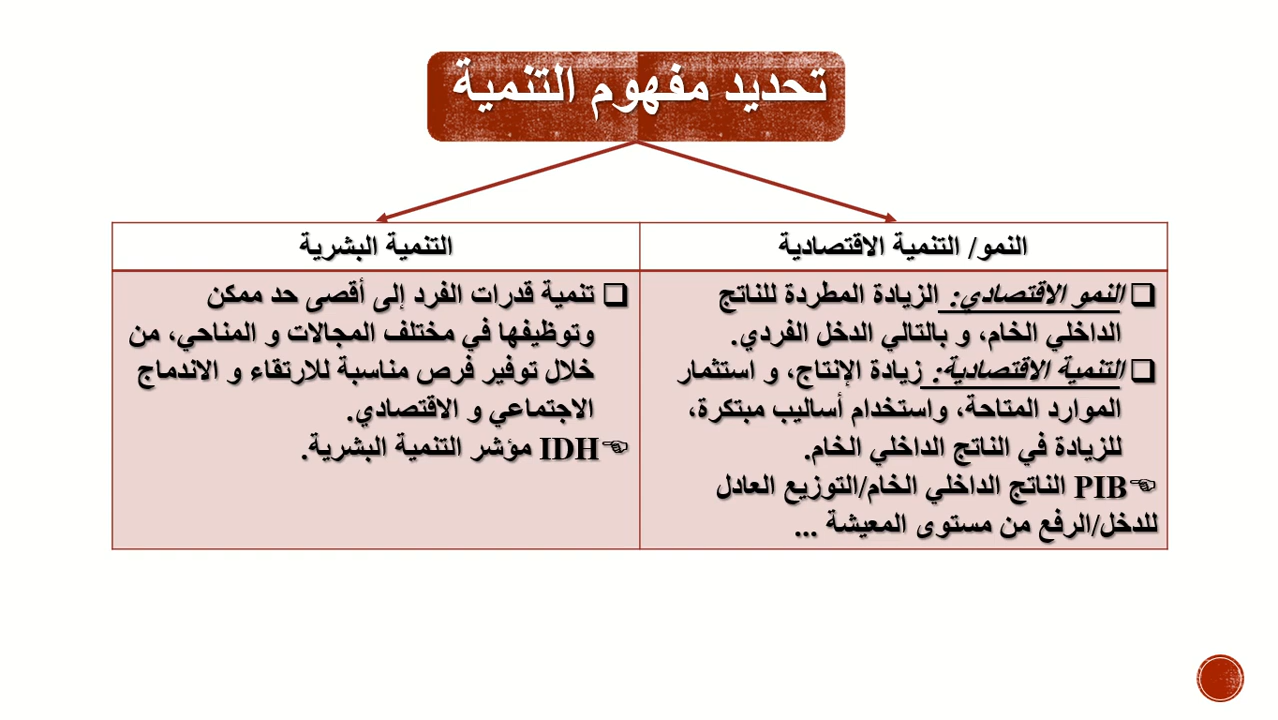 تحديد مفهوم التنمية
النمو/ التنمية الاقتصادية
❑ النمو الاقتصادي: الزيادة المطردة للناتج
الداخلي الخام، و بالتالي الدخل الفردي.
❑ التنمية الاقتصادية: زيادة الإنتاج، و استثمار
الموارد المتاحة، واستخدام أساليب مبتكرة،
للزيادة في الناتج الداخلي الخام.
☜PIB الناتج الداخلي الخام/التوزيع العادل
للدخل/الرفع من مستوى المعيشة ...
التنمية البشرية
❑ تنمية قدرات الفرد إلى أقصى حد ممكن
وتوظيفها في مختلف المجالات و المناحي، من
خلال توفير فرص مناسبة للارتقاء و الاندماج
الاجتماعي و الاقتصادي.
☜IDH مؤشر التنمية البشرية.